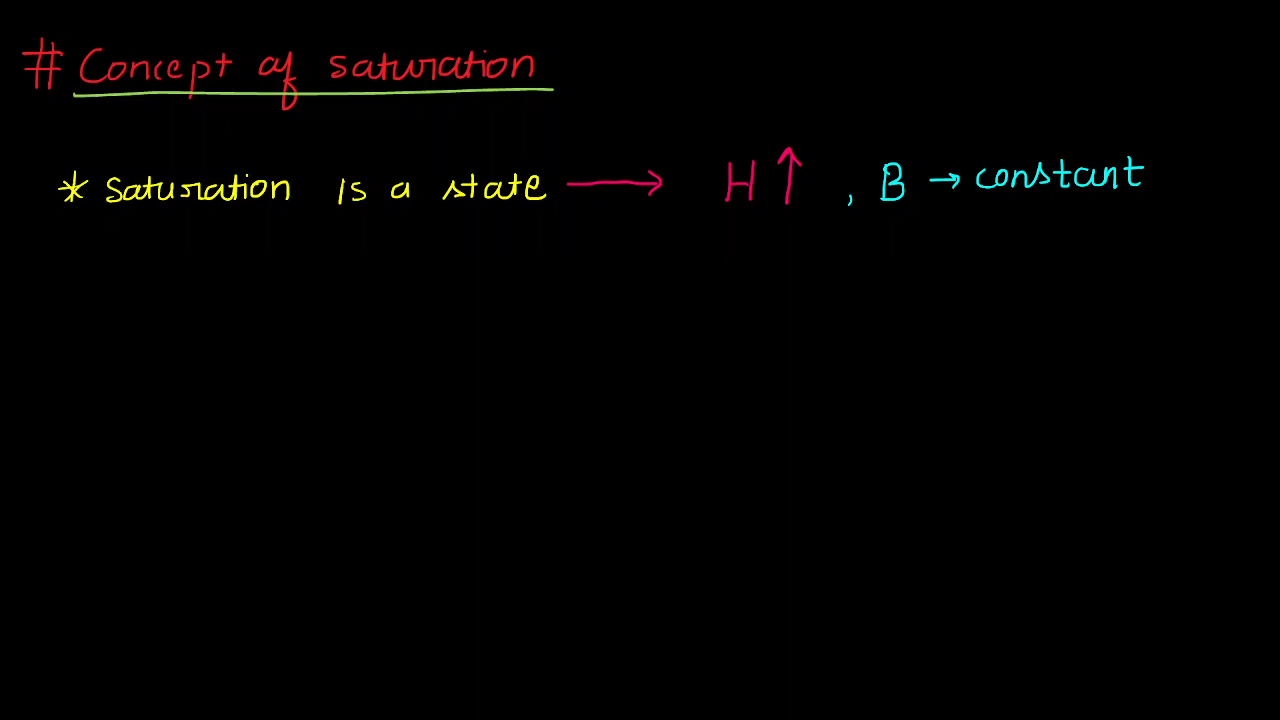 # Concept of saturation
* Saturation is a state → H ↑ , B → constant